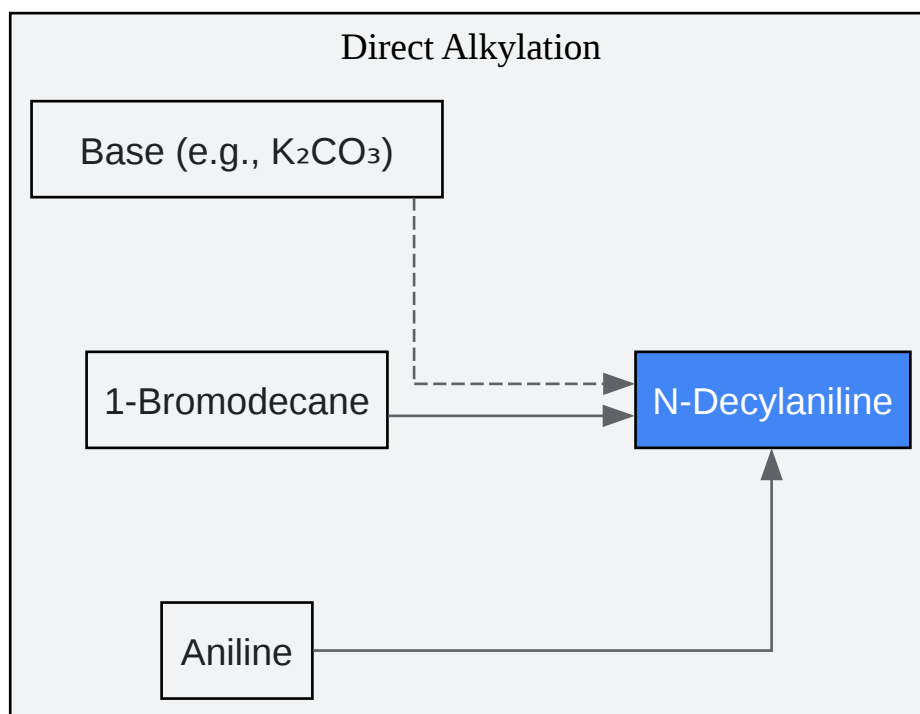 Direct Alkylation
Base (e.g., K₂CO₃)
1-Bromodecane
N-Decylaniline
Aniline